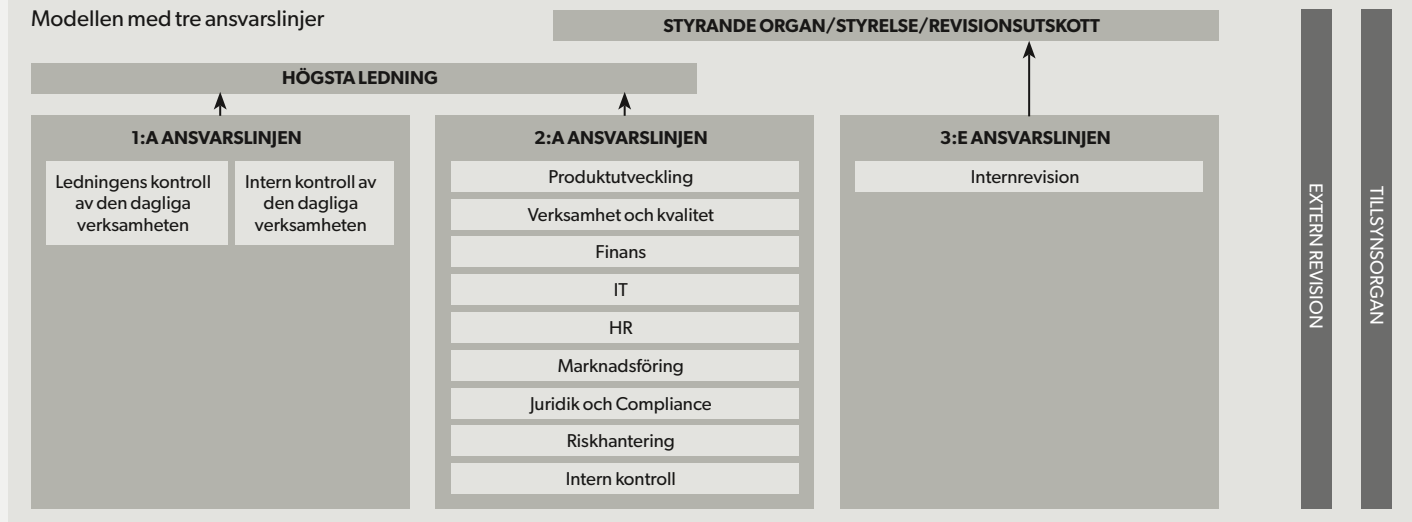 Modellen med tre ansvarslinjer
STYRANDE ORGAN/STYRELSE/REVISIONSUTSKOTT
HÖGSTA LEDNING
1:A ANSVARSLINJEN
Ledningens kontroll
av den dagliga
verksamheten
Intern kontroll av
den dagliga
verksamheten
2:A ANSVARSLINJEN
Produktutveckling
Verksamhet och kvalitet
Finans
IT
HR
Marknadsföring
Juridik och Compliance
Riskhantering
Intern kontroll
3:E ANSVARSLINJEN
Internrevision
EXTERN REVISION
TILLSYNSORGAN